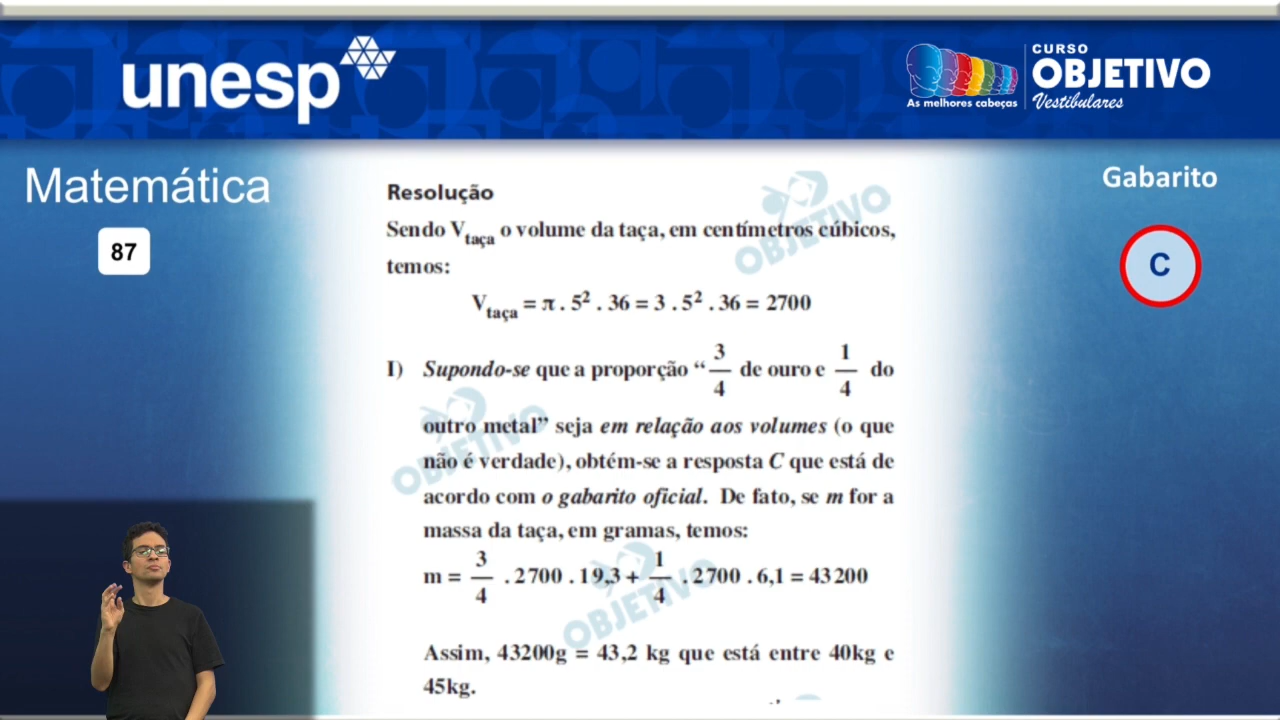 unesp
CURSO
OBJETIVO
Vestibulares
As melhores cabeças
Matemática
87
Gabarito
C
Resolução
Sendo Vtaça o volume da taça, em centímetros cúbicos,
temos:
Vtaça = π . 5² . 36 = 3 . 5² . 36 = 2700
I) Supondo-se que a proporção “3/4 de ouro e 1/4 do
outro metal” seja em relação aos volumes (o que
não é verdade), obtém-se a resposta C que está de
acordo com o gabarito oficial. De fato, se m for a
massa da taça, em gramas, temos:
m = 3/4 . 2700 . 19,3 + 1/4 . 2700 . 6,1 = 43200
Assim, 43200g = 43,2 kg que está entre 40kg e
45kg.
OBJETIVO
OBJETIVO
OBJETIVO